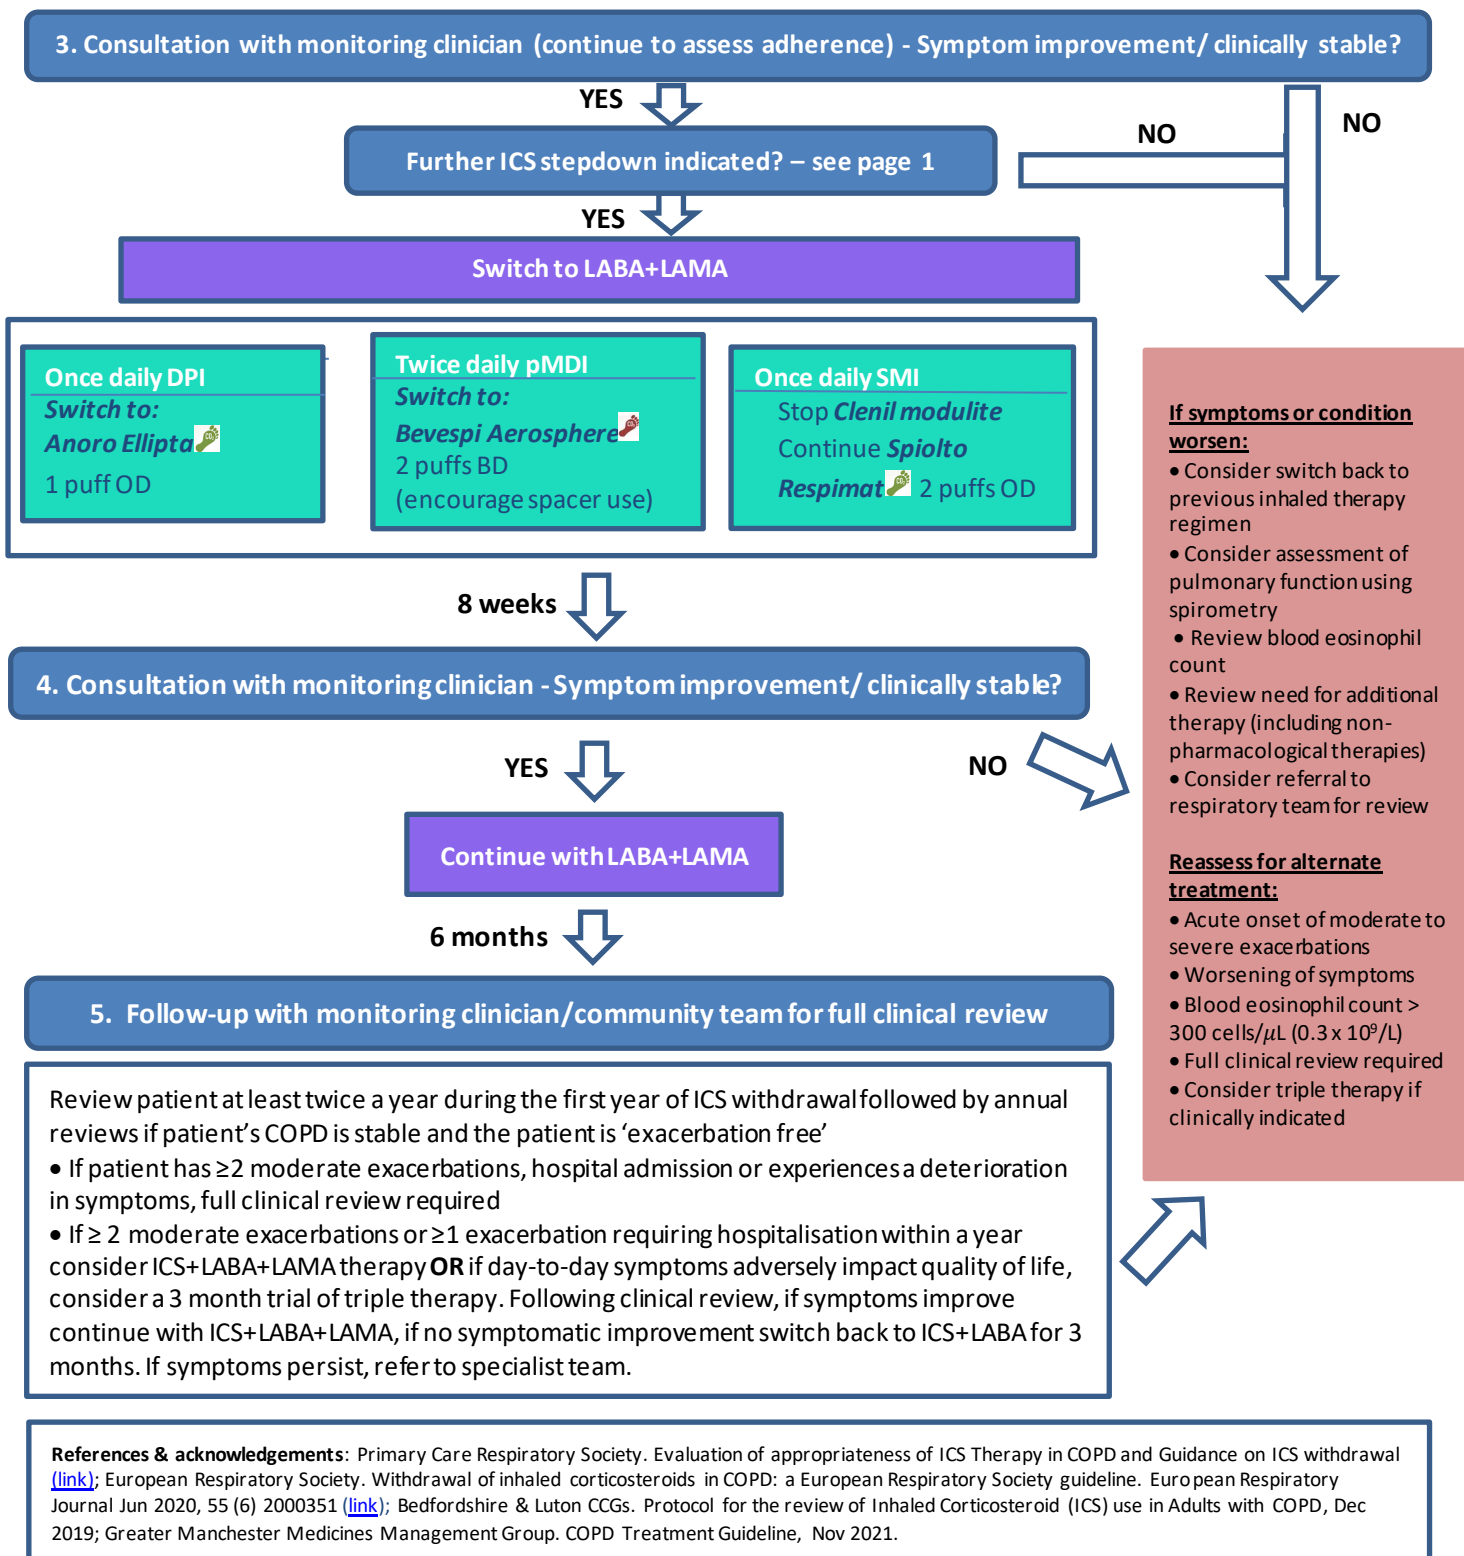 3. Consultation with monitoring clinician (continue to assess adherence) - Symptom improvement/ clinically stable?
YES
NO
NO
Further ICS stepdown indicated? – see page 1
YES
Switch to LABA+LAMA
Once daily DPI
Switch to:
Anoro Ellipta CO₂
1 puff OD
Twice daily pMDI
Switch to:
Bevespi Aerosphere CO₂
2 puffs BD
(encourage spacer use)
Once daily SMI
Stop Clenil modulite
Continue Spiolto
Respimat CO₂ 2 puffs OD
8 weeks
4. Consultation with monitoring clinician - Symptom improvement/ clinically stable?
YES
NO
Continue with LABA+LAMA
6 months
If symptoms or condition
worsen:
• Consider switch back to
previous inhaled therapy
regimen
• Consider assessment of
pulmonary function using
spirometry
• Review blood eosinophil
count
• Review need for additional
therapy (including non-
pharmacological therapies)
• Consider referral to
respiratory team for review
Reassess for alternate
treatment:
• Acute onset of moderate to
severe exacerbations
• Worsening of symptoms
• Blood eosinophil count >
300 cells/μL (0.3 x 10⁹/L)
• Full clinical review required
• Consider triple therapy if
clinically indicated
5. Follow-up with monitoring clinician/community team for full clinical review
Review patient at least twice a year during the first year of ICS withdrawal followed by annual
reviews if patient's COPD is stable and the patient is 'exacerbation free'
• If patient has ≥2 moderate exacerbations, hospital admission or experiences a deterioration
in symptoms, full clinical review required
• If ≥ 2 moderate exacerbations or ≥1 exacerbation requiring hospitalisation within a year
consider ICS+LABA+LAMA therapy OR if day-to-day symptoms adversely impact quality of life,
consider a 3 month trial of triple therapy. Following clinical review, if symptoms improve
continue with ICS+LABA+LAMA, if no symptomatic improvement switch back to ICS+LABA for 3
months. If symptoms persist, refer to specialist team.
References & acknowledgements: Primary Care Respiratory Society. Evaluation of appropriateness of ICS Therapy in COPD and Guidance on ICS withdrawal
(link); European Respiratory Society. Withdrawal of inhaled corticosteroids in COPD: a European Respiratory Society guideline. European Respiratory
Journal Jun 2020, 55 (6) 2000351 (link); Bedfordshire & Luton CCGs. Protocol for the review of Inhaled Corticosteroid (ICS) use in Adults with COPD, Dec
2019; Greater Manchester Medicines Management Group. COPD Treatment Guideline, Nov 2021.